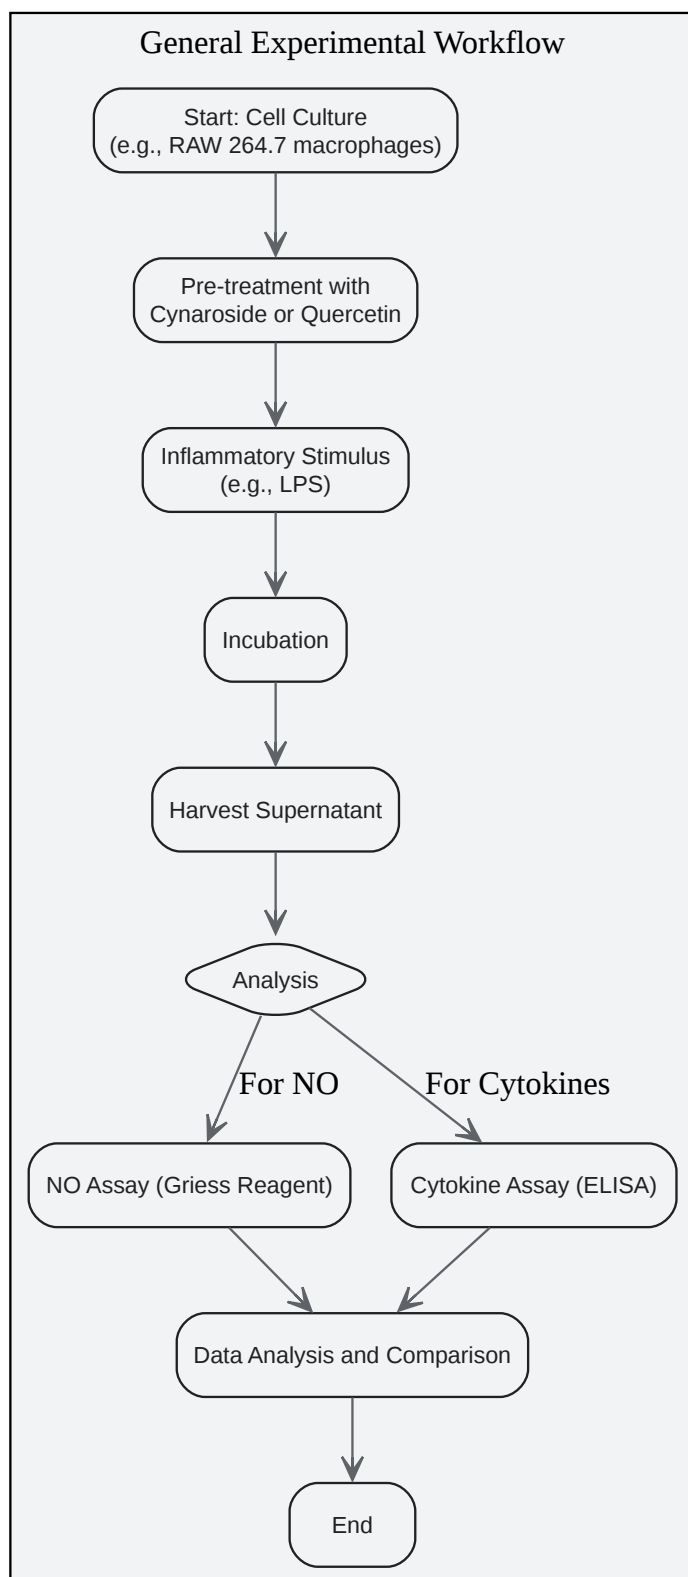 General Experimental Workflow
Start: Cell Culture
(e.g., RAW 264.7 macrophages)
Pre-treatment with
Cynaroside or Quercetin
Inflammatory Stimulus
(e.g., LPS)
Incubation
Harvest Supernatant
Analysis
For NO
For Cytokines
NO Assay (Griess Reagent)
Cytokine Assay (ELISA)
Data Analysis and Comparison
End